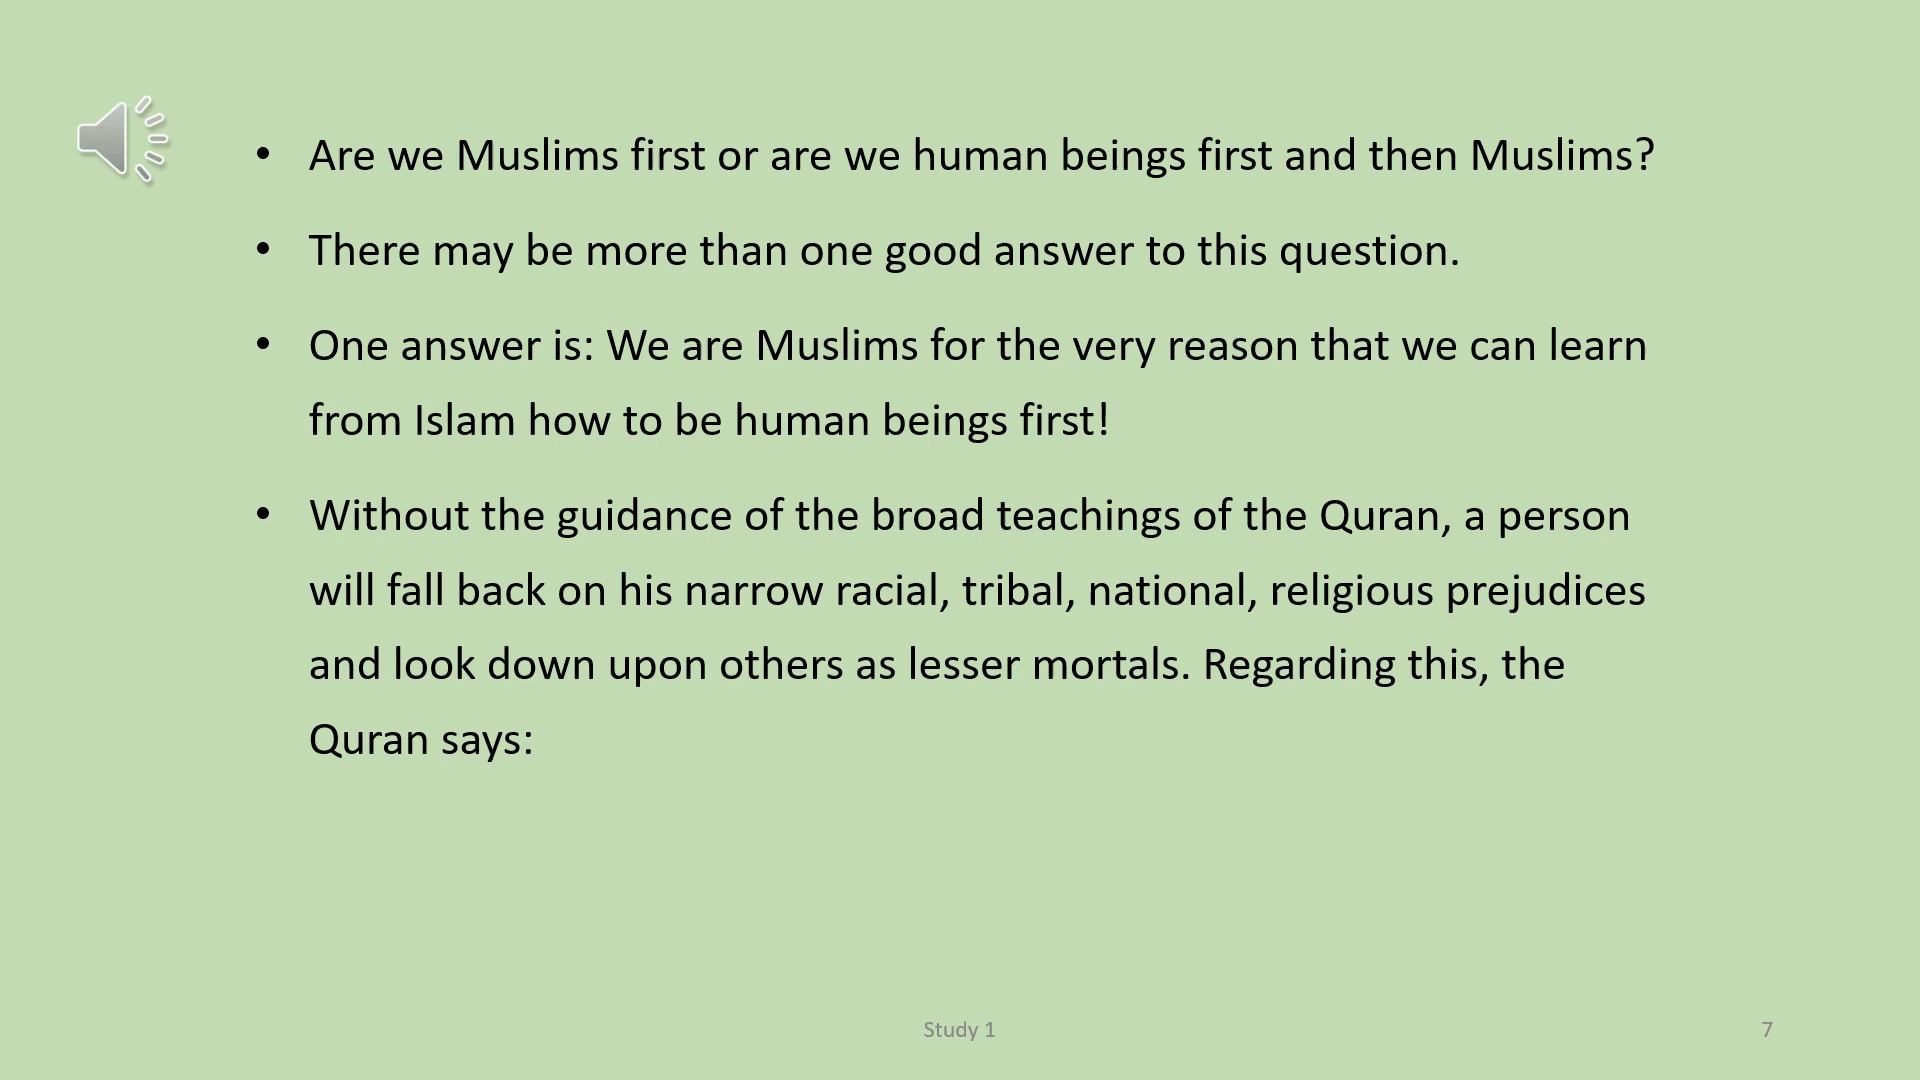 • Are we Muslims first or are we human beings first and then Muslims?
• There may be more than one good answer to this question.
• One answer is: We are Muslims for the very reason that we can learn
from Islam how to be human beings first!
• Without the guidance of the broad teachings of the Quran, a person
will fall back on his narrow racial, tribal, national, religious prejudices
and look down upon others as lesser mortals. Regarding this, the
Quran says:
Study 1
7